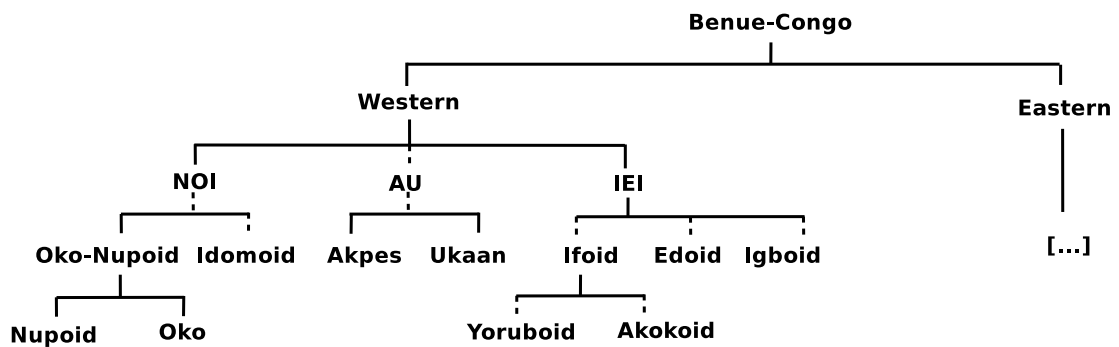 Benue-Congo
Western
Eastern
NOI AU IEI
Oko-Nupoid Idomoid Akpes Ukaan Ifoid Edoid Igboid [...]
Nupoid Oko Yoruboid Akokoid